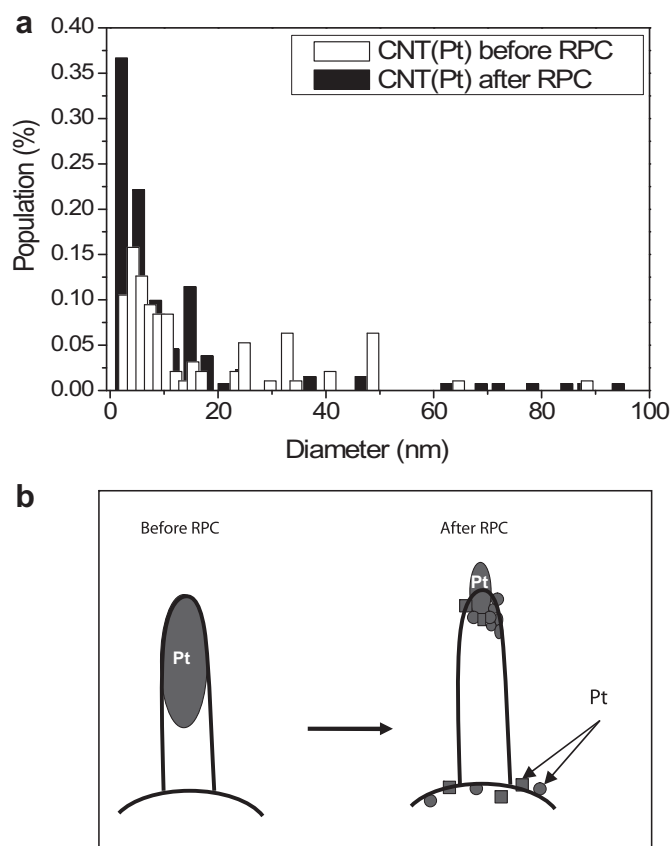 a
CNT(Pt) before RPC
CNT(Pt) after RPC
Population (%)
0.40
0.35
0.30
0.25
0.20
0.15
0.10
0.05
0.00
0 20 40 60 80 100
Diameter (nm)
b
Before RPC After RPC
Pt
Pt
Pt